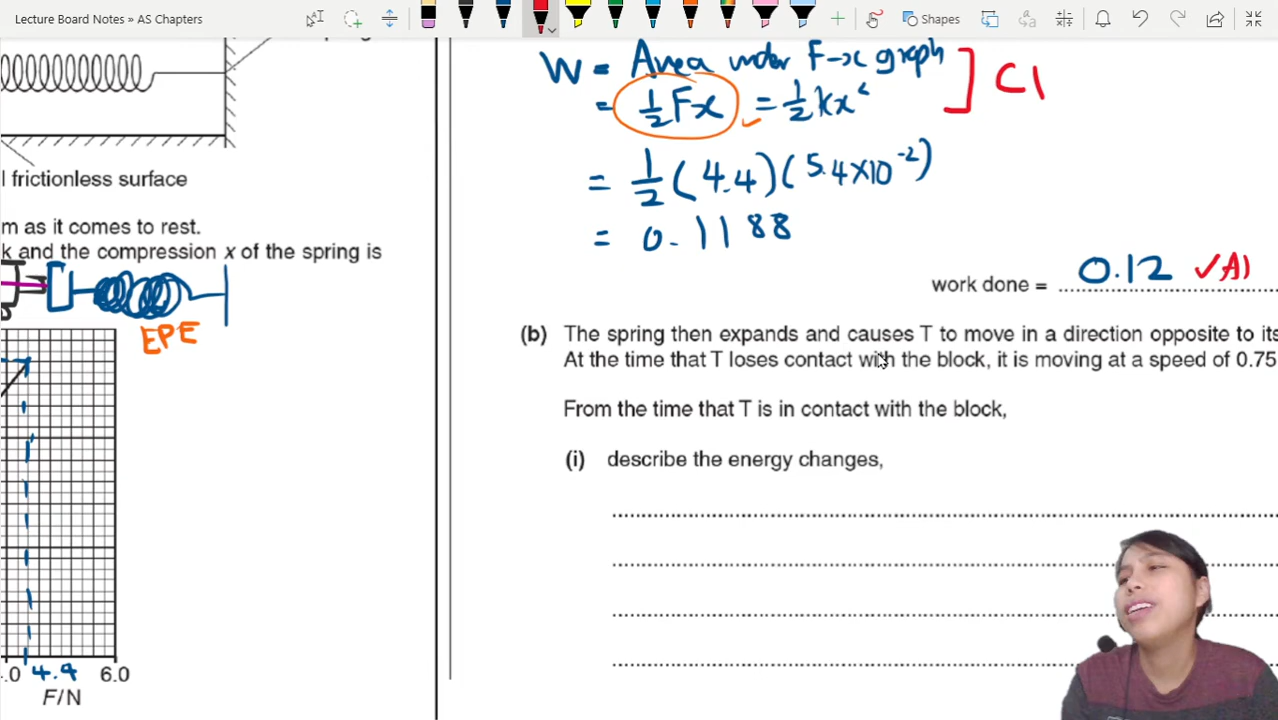 Lecture Board Notes » AS Chapters
Shapes
l frictionless surface
m as it comes to rest.
k and the compression x of the spring is
EPE
.0
4.4
6.0
F/N
W = Area under F-x graph
= ½Fx = ½kx²
C1
= ½ (4.4)(5.4×10⁻²)
= 0.1188
work done = 0.12 ✓A1
(b) The spring then expands and causes T to move in a direction opposite to its
At the time that T loses contact with the block, it is moving at a speed of 0.75
From the time that T is in contact with the block,
(i) describe the energy changes,